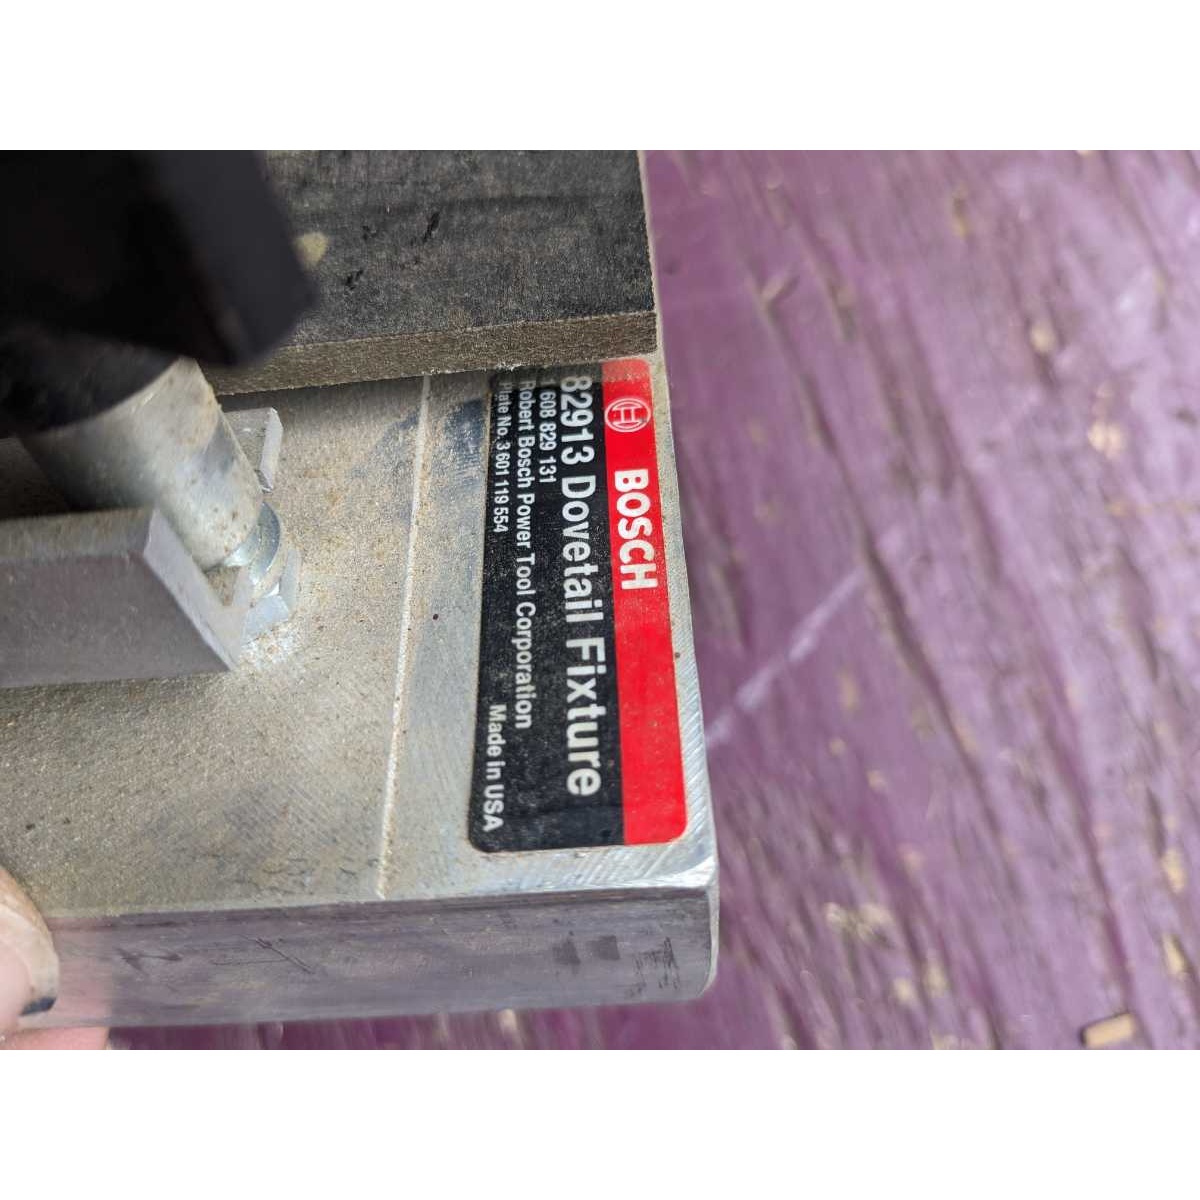 BOSCH
82913 Dovetail Fixture
608 829 131
Robert Bosch Power Tool Corporation
Plate No. 3 601 119 554 Made in USA